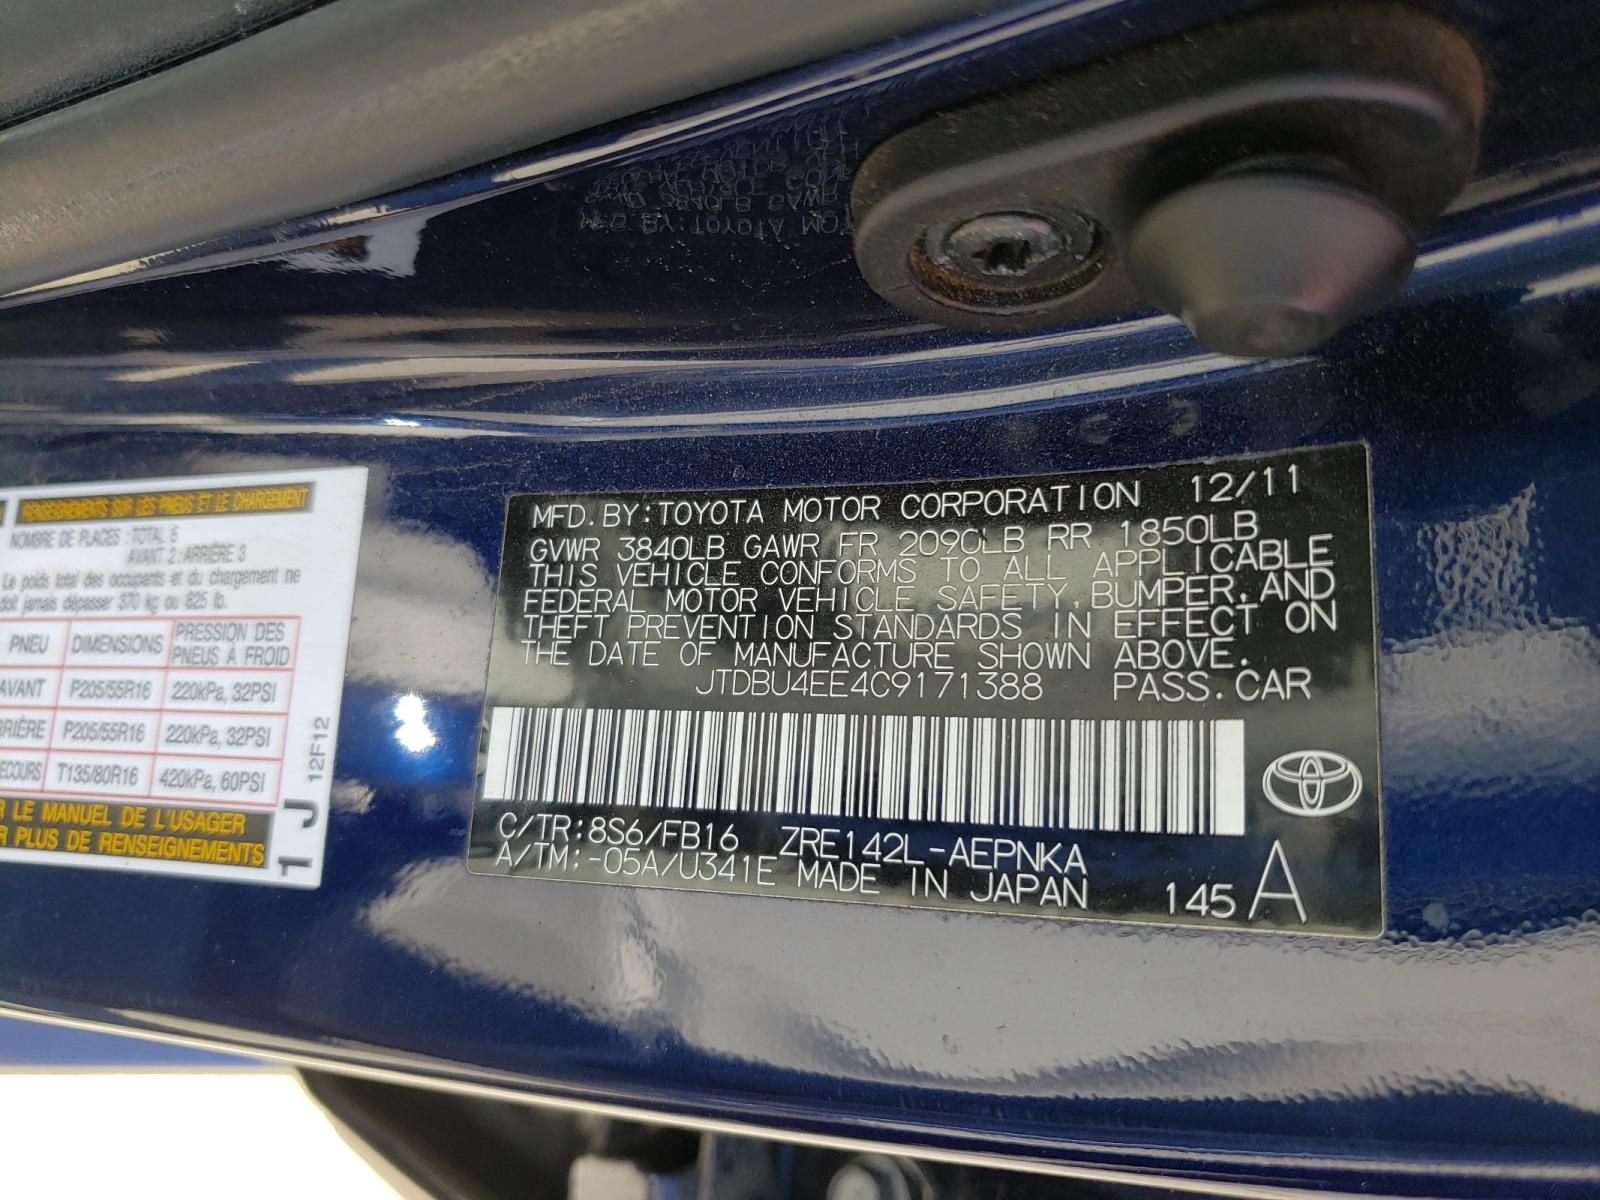 RENSEIGNEMENTS SUR LES PNEUS ET LE CHARGEMENT
NOMBRE DE PLACES : TOTAL 5
AVANT 2 : ARRIÈRE 3
Le poids total des occupants et du chargement ne
doit jamais dépasser 370 kg ou 825 lb.
PNEU DIMENSIONS PRESSION DES PNEUS À FROID
AVANT P205/55R16 220kPa, 32PSI
RRIÈRE P205/55R16 220kPa, 32PSI
ECOURS T135/80R16 420kPa, 60PSI
R LE MANUEL DE L'USAGER
R PLUS DE RENSEIGNEMENTS
1 J 12F12
MFD. BY: TOYOTA MOTOR CORPORATION 12/11
GVWR 3840LB GAWR FR 2090LB RR 1850LB
THIS VEHICLE CONFORMS TO ALL APPLICABLE
FEDERAL MOTOR VEHICLE SAFETY, BUMPER, AND
THEFT PREVENTION STANDARDS IN EFFECT ON
THE DATE OF MANUFACTURE SHOWN ABOVE.
JTDBU4EE4C9171388 PASS. CAR
C/TR: 8S6/FB16 ZRE142L-AEPNKA
A/TM: -05A/U341E MADE IN JAPAN 145 A